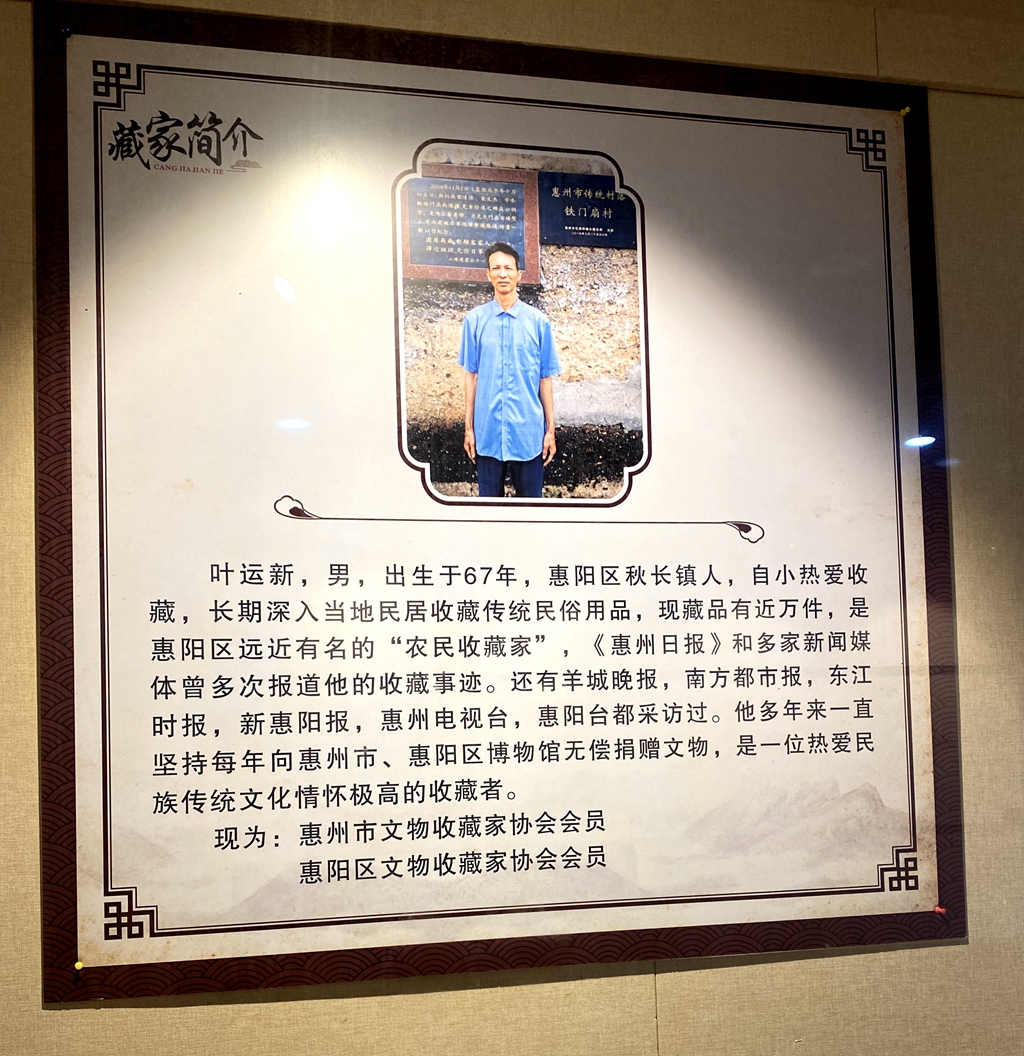 藏家简介
CANG JIA JIAN JIE
惠州市传统村落
铁门扇村
叶运新，男，出生于67年，惠阳区秋长镇人，自小热爱收
藏，长期深入当地民居收藏传统民俗用品，现藏品有近万件，是
惠阳区远近有名的“农民收藏家”，《惠州日报》和多家新闻媒
体曾多次报道他的收藏事迹。还有羊城晚报，南方都市报，东江
时报，新惠阳报，惠州电视台，惠阳台都采访过。他多年来一直
坚持每年向惠州市、惠阳区博物馆无偿捐赠文物，是一位热爱民
族传统文化情怀极高的收藏者。
现为：惠州市文物收藏家协会会员
惠阳区文物收藏家协会会员